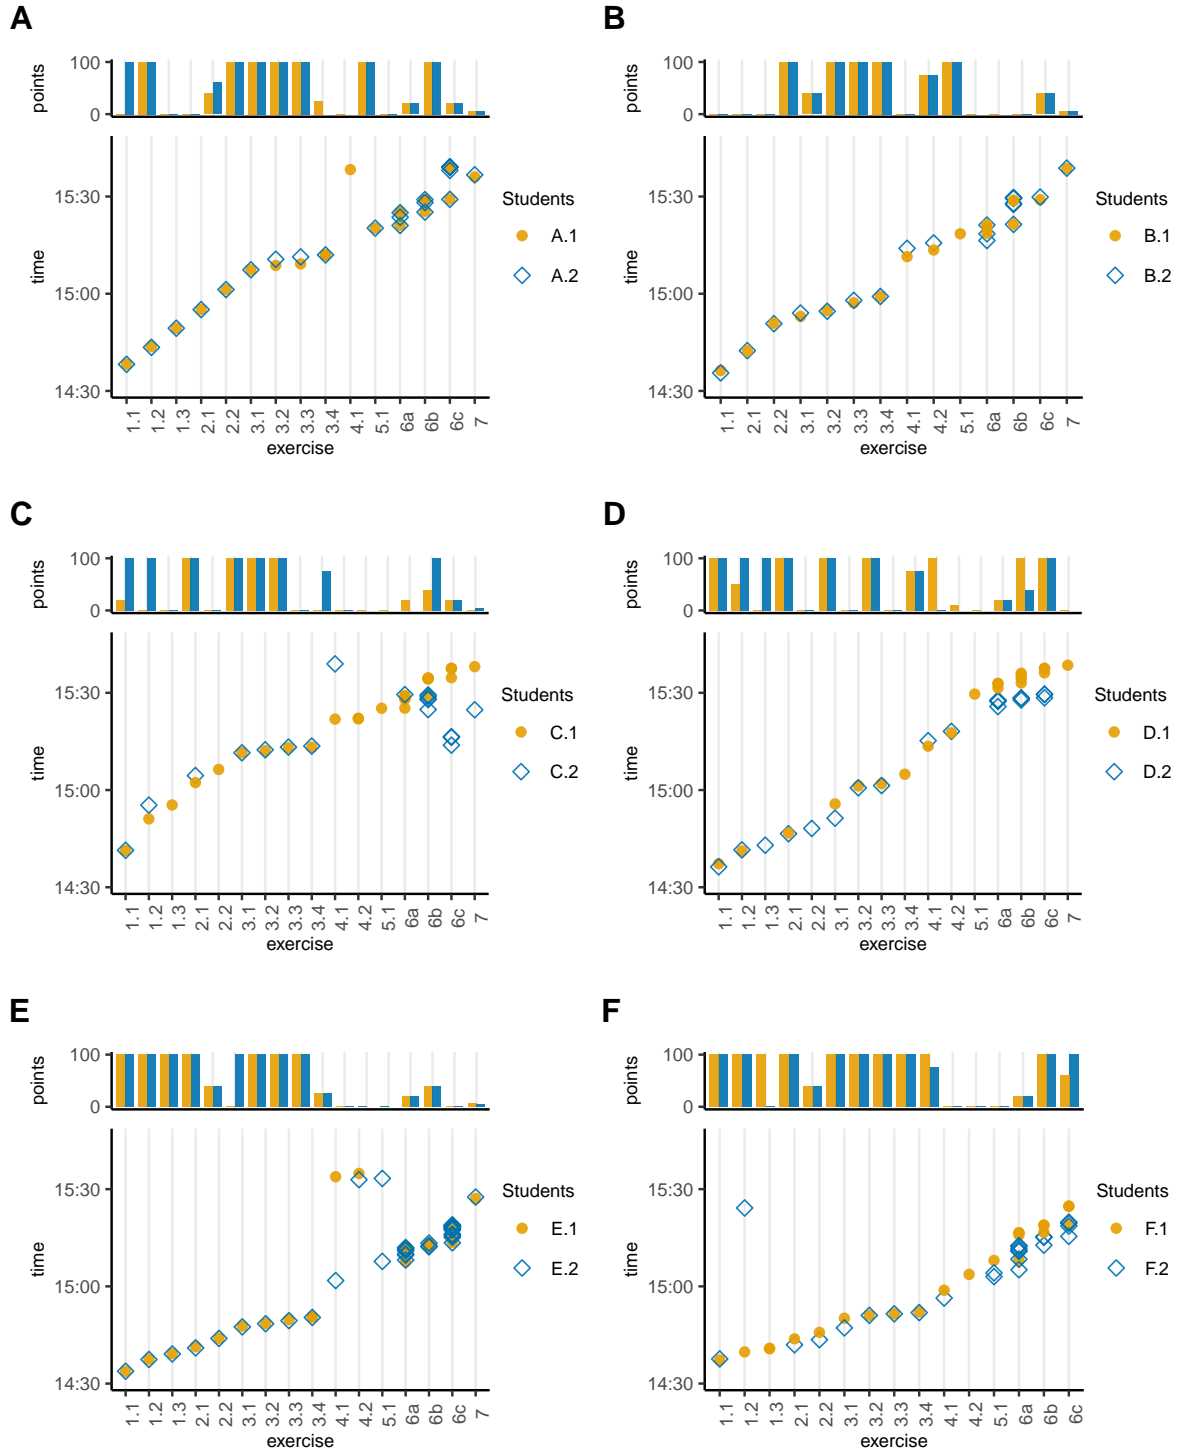 A
points
100
0
time
15:30
15:00
14:30
1.1 1.2 1.3 2.1 2.2 3.1 3.2 3.3 3.4 4.1 5.1 6a 6b 6c 7
exercise
Students
A.1
A.2
B
points
100
0
time
15:30
15:00
14:30
1.1 2.1 2.2 3.1 3.2 3.3 3.4 4.1 4.2 5.1 6a 6b 6c 7
exercise
Students
B.1
B.2
C
points
100
0
time
15:30
15:00
14:30
1.1 1.2 1.3 2.1 2.2 3.1 3.2 3.3 3.4 4.1 4.2 5.1 6a 6b 6c 7
exercise
Students
C.1
C.2
D
points
100
0
time
15:30
15:00
14:30
1.1 1.2 1.3 2.1 2.2 3.1 3.2 3.3 3.4 4.1 4.2 5.1 6a 6b 6c 7
exercise
Students
D.1
D.2
E
points
100
0
time
15:30
15:00
14:30
1.1 1.2 1.3 2.1 2.2 3.1 3.2 3.3 3.4 4.1 4.2 5.1 6a 6b 6c 7
exercise
Students
E.1
E.2
F
points
100
0
time
15:30
15:00
14:30
1.1 1.2 1.3 2.1 2.2 3.1 3.2 3.3 3.4 4.1 4.2 5.1 6a 6b 6c
exercise
Students
F.1
F.2